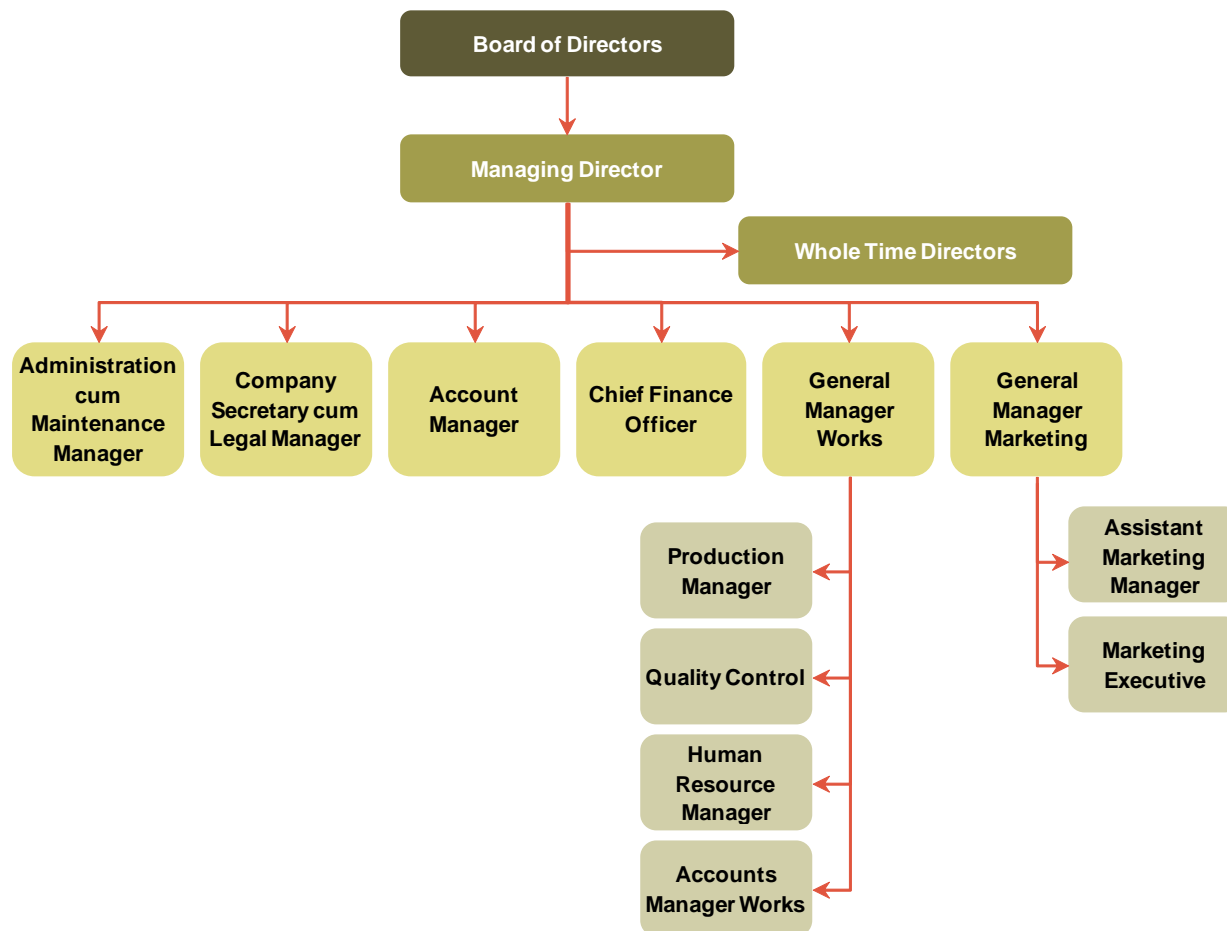 Board of Directors
Managing Director
Whole Time Directors
Administration
cum
Maintenance
Manager
Company
Secretary cum
Legal Manager
Account
Manager
Chief Finance
Officer
General
Manager
Works
General
Manager
Marketing
Production
Manager
Quality Control
Human
Resource
Manager
Accounts
Manager Works
Assistant
Marketing
Manager
Marketing
Executive